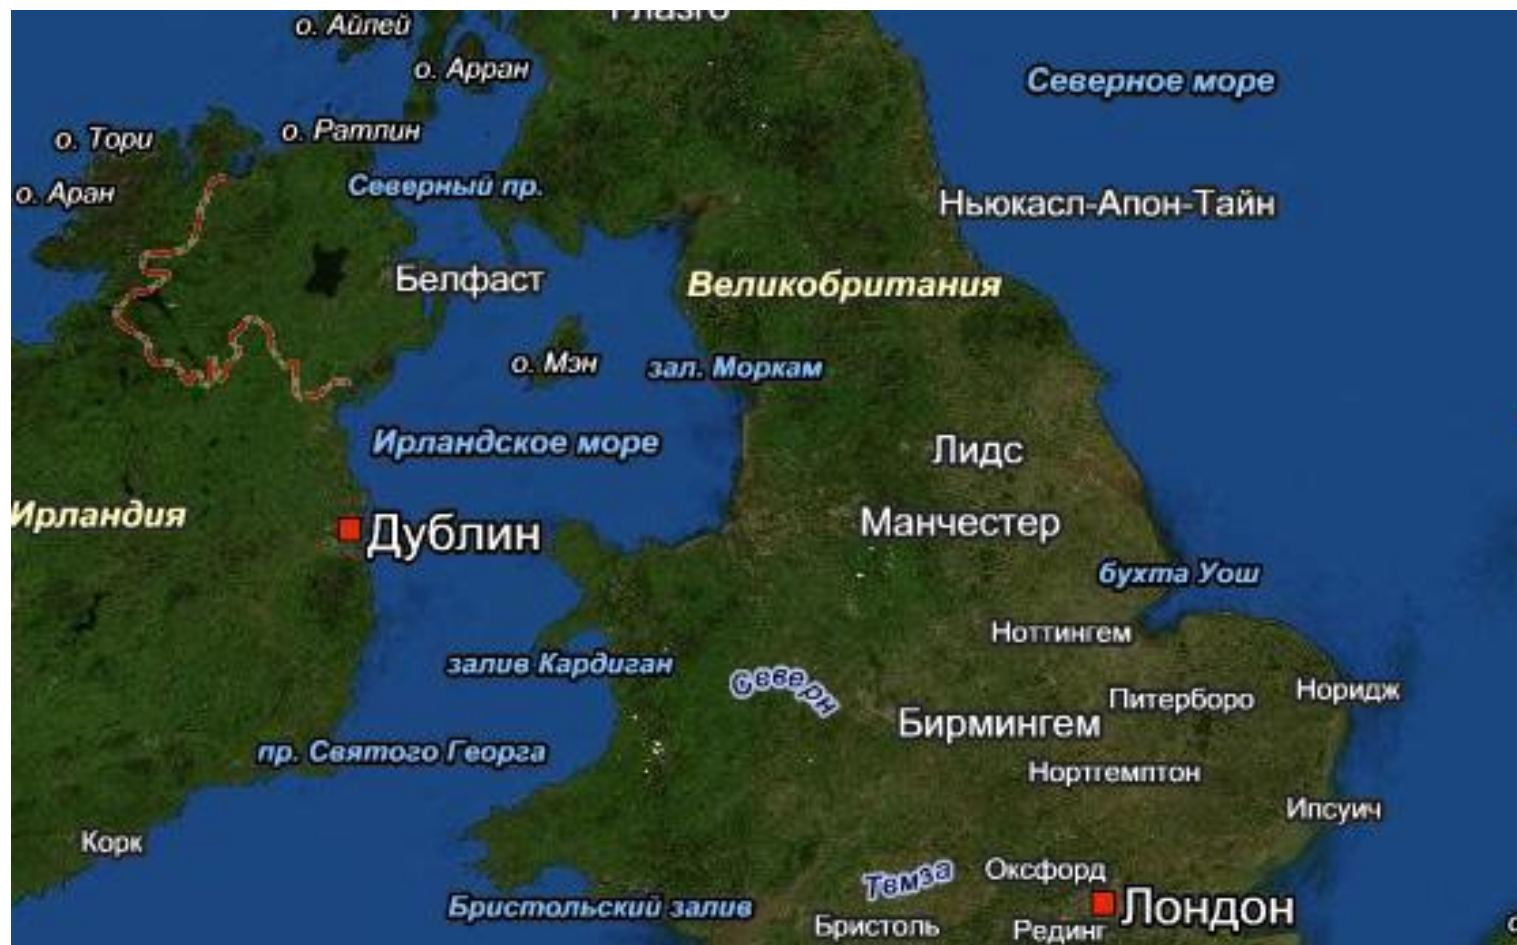 Глазго
о. Айлей
о. Арран
Северное море
о. Ратлин
о. Тори
Северный пр.
о. Аран
Ньюкасл-Апон-Тайн
Белфаст
Великобритания
о. Мэн
зал. Моркам
Ирландское море
Лидс
Ирландия
Манчестер
Дублин
бухта Уош
Ноттингем
залив Кардиган
Северн
Норидж
Питерборо
Бирмингем
пр. Святого Георга
Нортгемптон
Ипсуич
Корк
Оксфорд
Темза
Бристольский залив
Лондон
Бристоль
Рединг